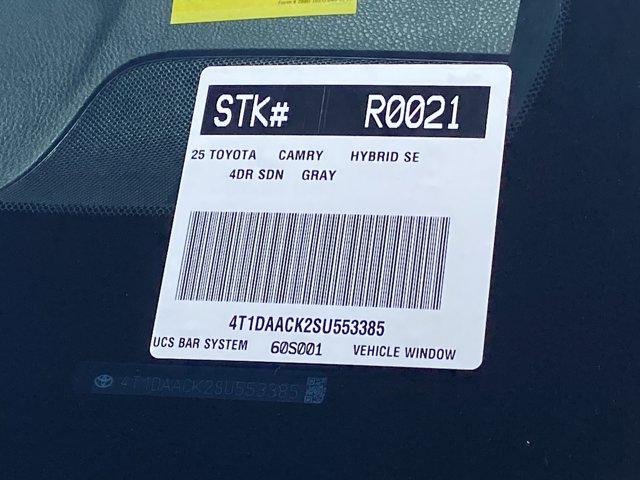 STK# R0021
25 TOYOTA CAMRY HYBRID SE
4DR SDN GRAY
4T1DAACK2SU553385
UCS BAR SYSTEM 60S001 VEHICLE WINDOW
4T1DAACK2SU553385